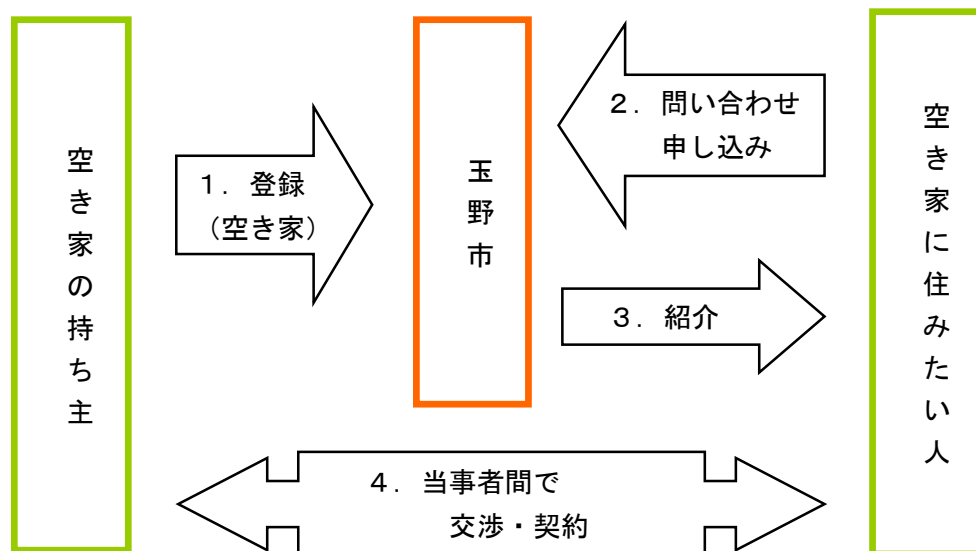 空き家の持ち主
1．登録
（空き家）
玉野市
2．問い合わせ
申し込み
3．紹介
空き家に住みたい人
4．当事者間で
交渉・契約